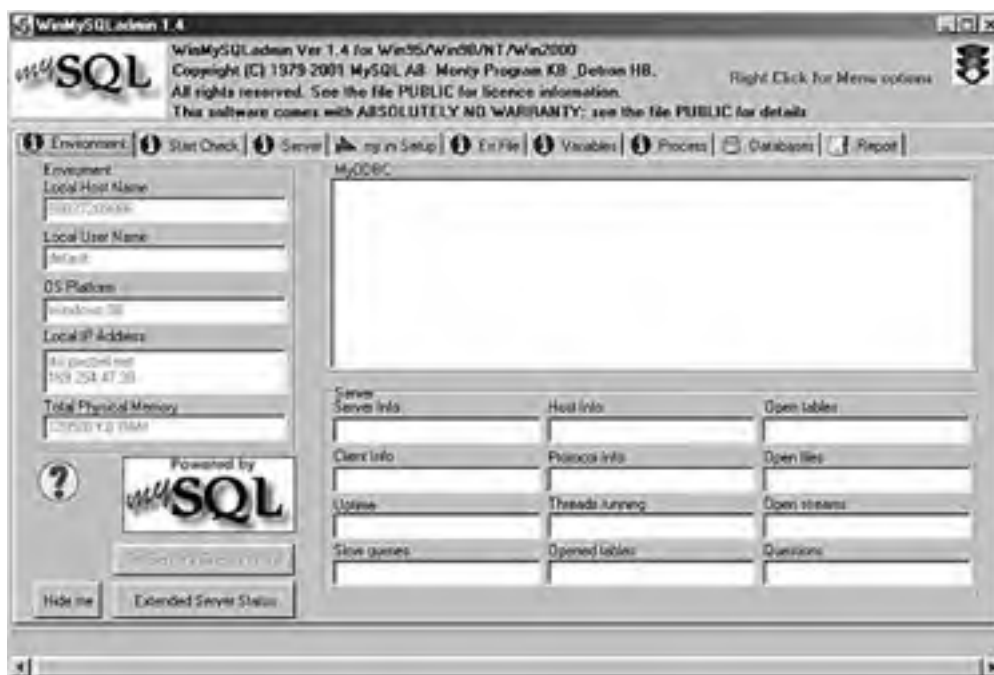 WinMySQLadmin 1.4
mySQL
WinMySQLadmin Ver 1.4 for Win95/Win98/NT/Win2000
Copyright (C) 1979-2001 MySQL AB Monty Program KB Detron HB.
All rights reserved. See the file PUBLIC for licence information.
This software comes with ABSOLUTELY NO WARRANTY: see the file PUBLIC for details
Right Click for Menu options
Environment Start Check Server my.ini Setup Err File Variables Process Databases Report
Enviroment
Local Host Name
Local User Name
default
OS Platform
Windows 98
Local IP Address
Total Physical Memory
RAM
MyODBC
Server
Server Info
Host Info
Open tables
Client Info
Protocol Info
Open files
Uptime
Threads running
Open streams
Slow queries
Opened tables
Questions
Powered by
mySQL
Hide me
Extended Server Status